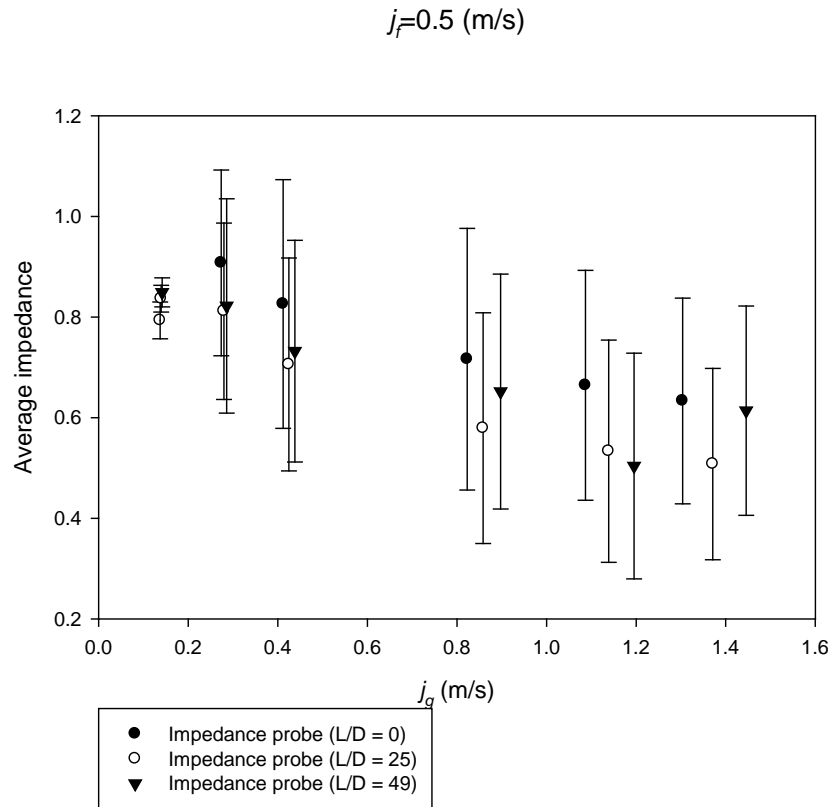 j_f=0.5 (m/s)
1.2
1.0
0.8
0.6
0.4
0.2
Average impedance
0.0 0.2 0.4 0.6 0.8 1.0 1.2 1.4 1.6
j_g (m/s)
Impedance probe (L/D = 0)
Impedance probe (L/D = 25)
Impedance probe (L/D = 49)